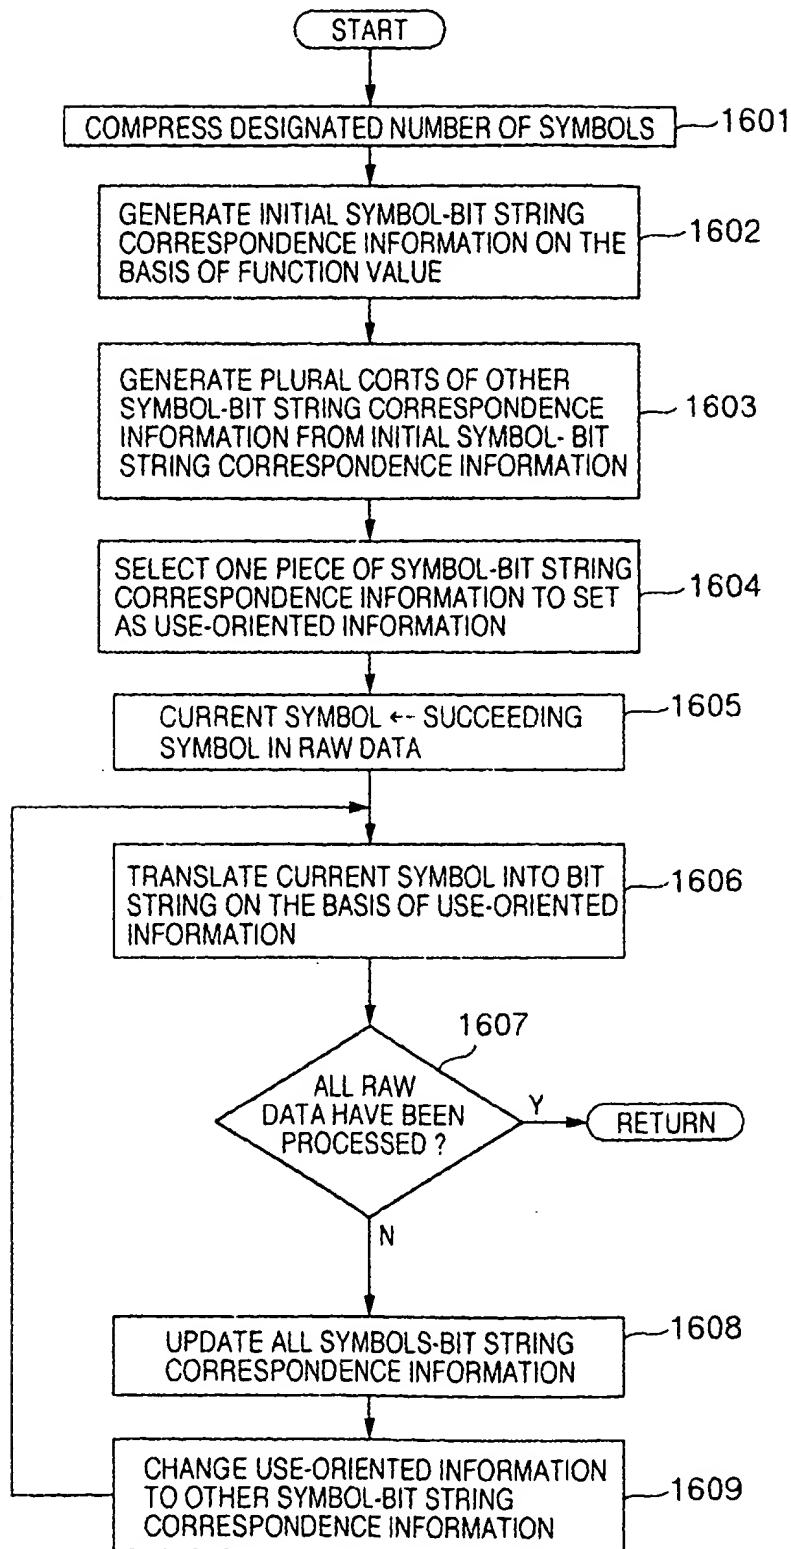 START
COMPRESS DESIGNATED NUMBER OF SYMBOLS
1601
GENERATE INITIAL SYMBOL-BIT STRING
CORRESPONDENCE INFORMATION ON THE
BASIS OF FUNCTION VALUE
1602
GENERATE PLURAL CORTS OF OTHER
SYMBOL-BIT STRING CORRESPONDENCE
INFORMATION FROM INITIAL SYMBOL- BIT
STRING CORRESPONDENCE INFORMATION
1603
SELECT ONE PIECE OF SYMBOL-BIT STRING
CORRESPONDENCE INFORMATION TO SET
AS USE-ORIENTED INFORMATION
1604
CURRENT SYMBOL ← SUCCEEDING
SYMBOL IN RAW DATA
1605
TRANSLATE CURRENT SYMBOL INTO BIT
STRING ON THE BASIS OF USE-ORIENTED
INFORMATION
1606
1607
ALL RAW
DATA HAVE BEEN
PROCESSED ?
Y
RETURN
N
UPDATE ALL SYMBOLS-BIT STRING
CORRESPONDENCE INFORMATION
1608
CHANGE USE-ORIENTED INFORMATION
TO OTHER SYMBOL-BIT STRING
CORRESPONDENCE INFORMATION
1609